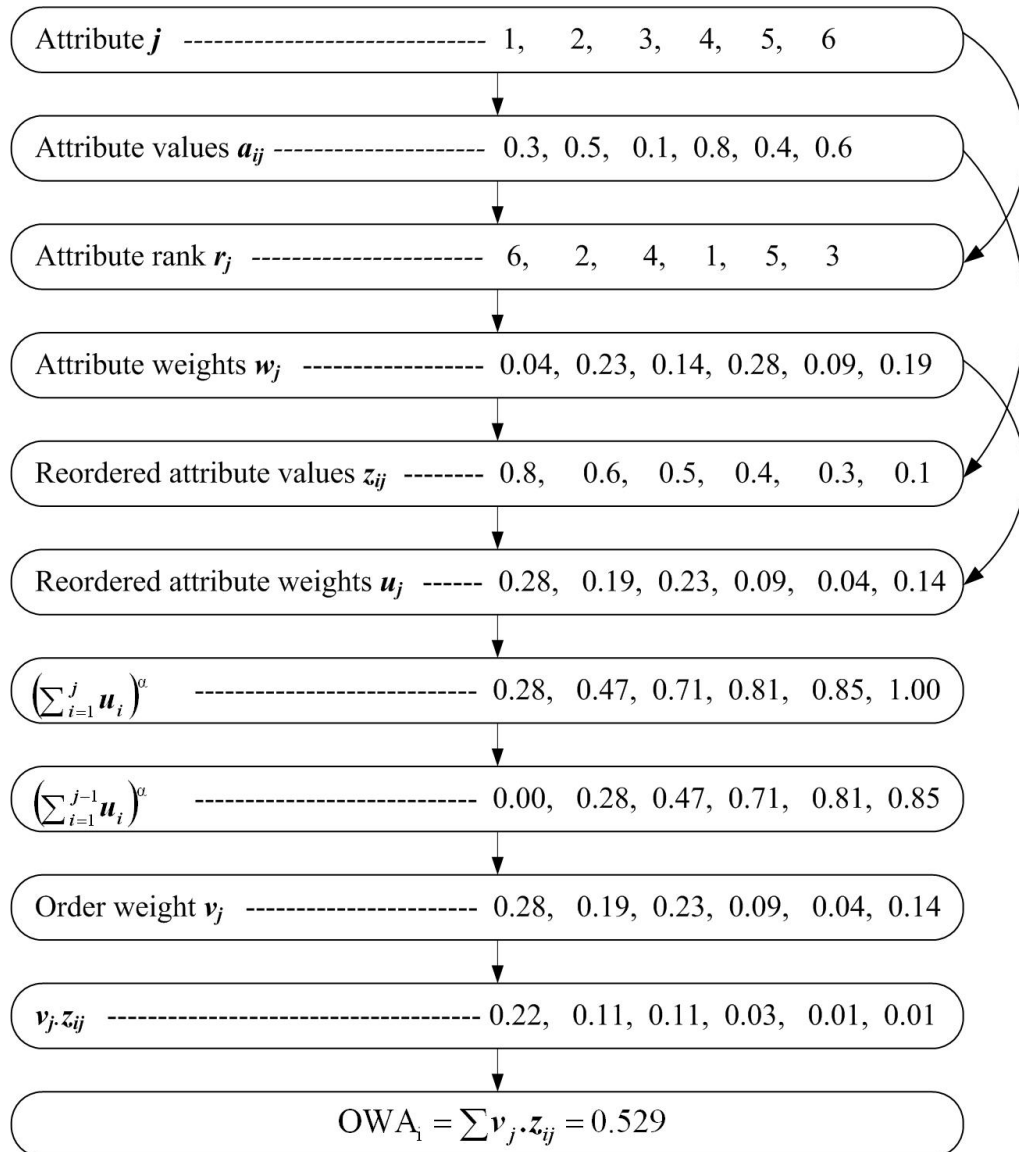 Attribute j ------------------------------- 1, 2, 3, 4, 5, 6
Attribute values aij ---------------------- 0.3, 0.5, 0.1, 0.8, 0.4, 0.6
Attribute rank rj ------------------------ 6, 2, 4, 1, 5, 3
Attribute weights wj ------------------ 0.04, 0.23, 0.14, 0.28, 0.09, 0.19
Reordered attribute values zij -------- 0.8, 0.6, 0.5, 0.4, 0.3, 0.1
Reordered attribute weights uj ------ 0.28, 0.19, 0.23, 0.09, 0.04, 0.14
(∑_{i=1}^{j} u_i)^α ----------------------------- 0.28, 0.47, 0.71, 0.81, 0.85, 1.00
(∑_{i=1}^{j-1} u_i)^α ----------------------------- 0.00, 0.28, 0.47, 0.71, 0.81, 0.85
Order weight vj ------------------------ 0.28, 0.19, 0.23, 0.09, 0.04, 0.14
vj.zij --------------------------------------- 0.22, 0.11, 0.11, 0.03, 0.01, 0.01
OWAi = ∑ vj.zij = 0.529